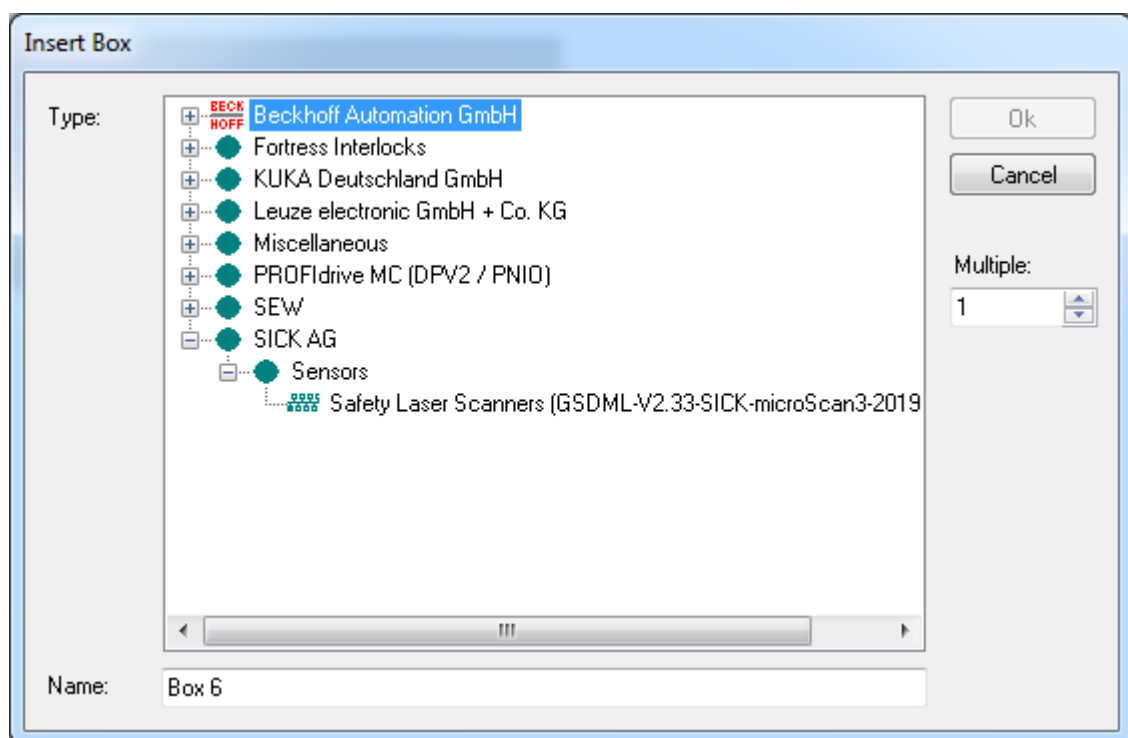 Insert Box
Type:
BECK
HOFF
Beckhoff Automation GmbH
Fortress Interlocks
KUKA Deutschland GmbH
Leuze electronic GmbH + Co. KG
Miscellaneous
PROFIdrive MC (DPV2 / PNIO)
SEW
SICK AG
Sensors
Safety Laser Scanners (GSDML-V2.33-SICK-microScan3-2019
Ok
Cancel
Multiple:
1
Name:
Box 6